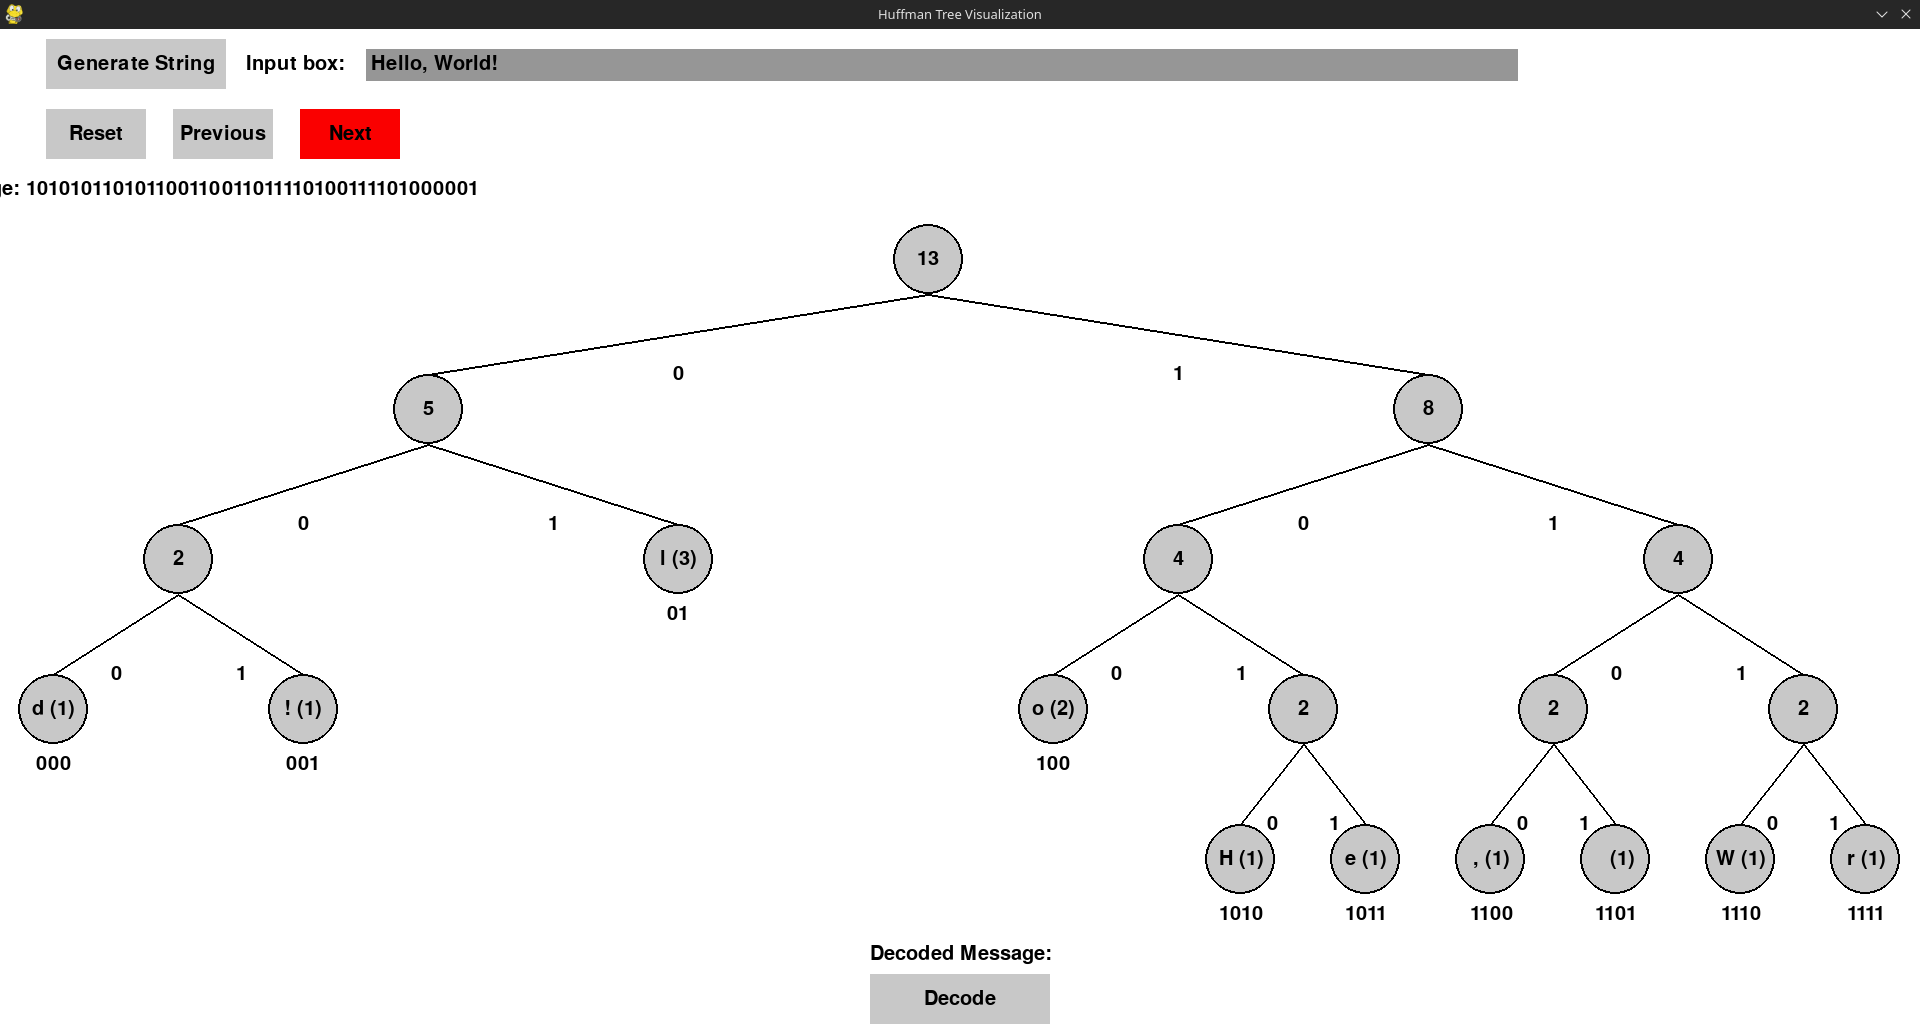 Huffman Tree Visualization
Generate String Input box: Hello, World!
Reset Previous Next
ge: 101010110101100110011011110100111101000001
13
0 1
5 8
0 1 0 1
2 l (3) 4 4
01
0 1 0 1 0 1
d (1) ! (1) o (2) 2 2 2
000 001 100
0 1 0 1 0 1
H (1) e (1) , (1) (1) W (1) r (1)
1010 1011 1100 1101 1110 1111
Decoded Message:
Decode